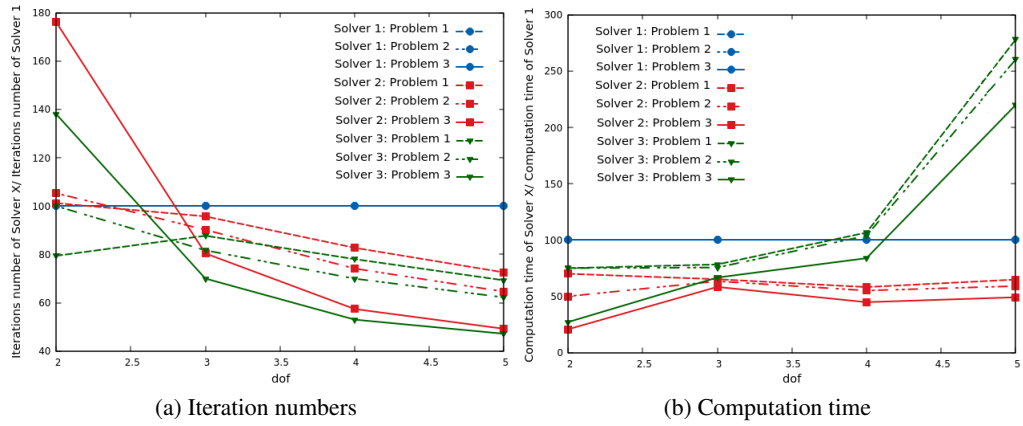 Iterations number of Solver X/ Iterations number of Solver 1
180
160
140
120
100
80
60
40
2
2.5
3
3.5
4
4.5
5
dof
Solver 1: Problem 1
Solver 1: Problem 2
Solver 1: Problem 3
Solver 2: Problem 1
Solver 2: Problem 2
Solver 2: Problem 3
Solver 3: Problem 1
Solver 3: Problem 2
Solver 3: Problem 3
(a) Iteration numbers
Computation time of Solver X/ Computation time of Solver 1
300
250
200
150
100
50
0
2
2.5
3
3.5
4
4.5
5
dof
Solver 1: Problem 1
Solver 1: Problem 2
Solver 1: Problem 3
Solver 2: Problem 1
Solver 2: Problem 2
Solver 2: Problem 3
Solver 3: Problem 1
Solver 3: Problem 2
Solver 3: Problem 3
(b) Computation time